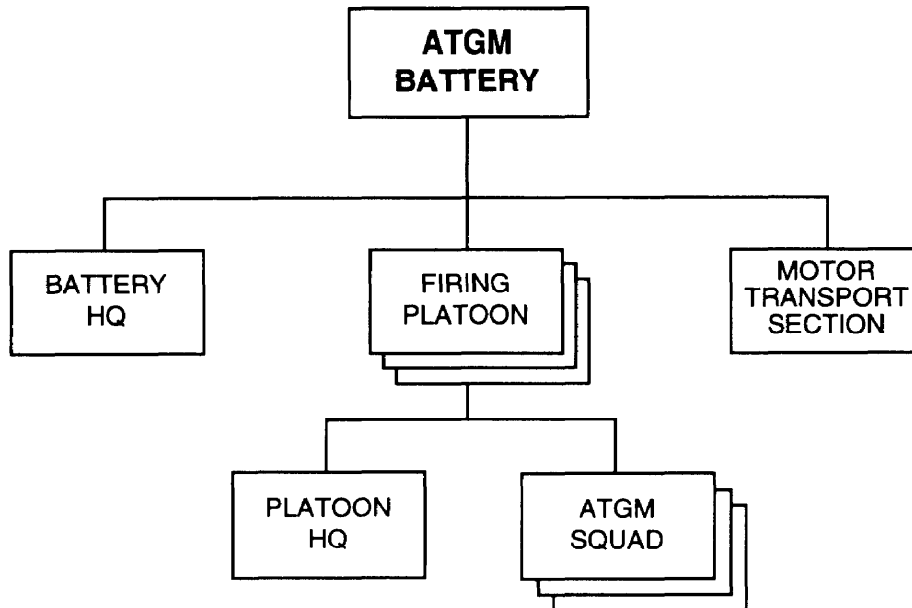 ATGM
BATTERY
BATTERY
HQ
FIRING
PLATOON
MOTOR
TRANSPORT
SECTION
PLATOON
HQ
ATGM
SQUAD